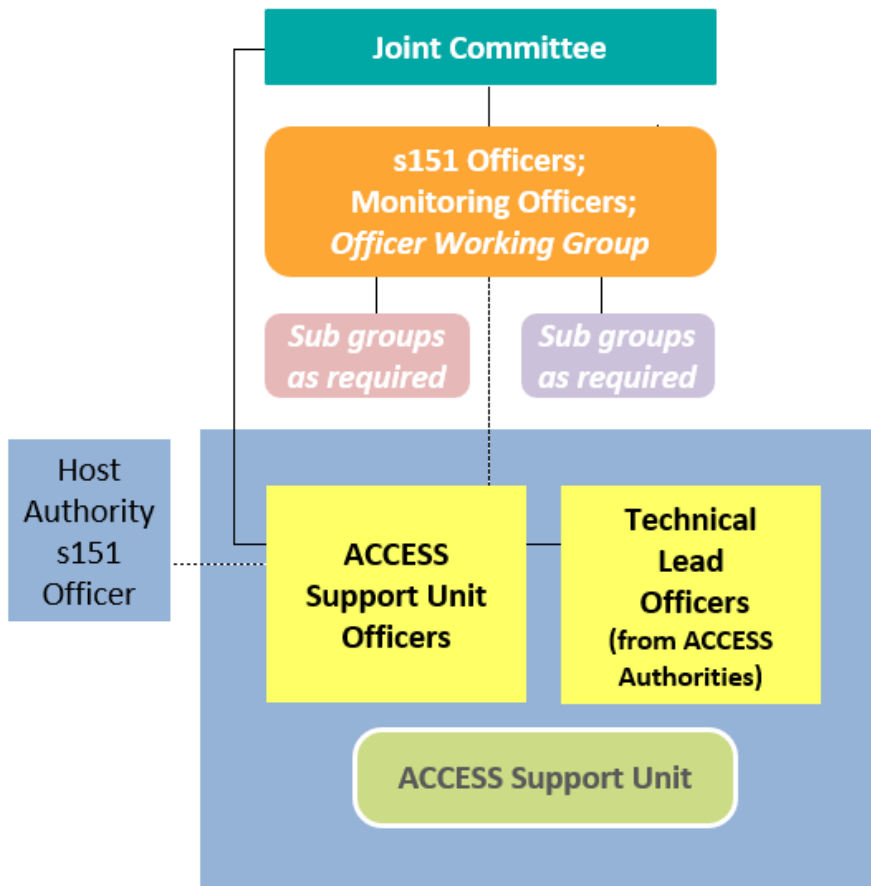 Joint Committee
s151 Officers;
Monitoring Officers;
Officer Working Group
Sub groups
as required
Sub groups
as required
Host
Authority
s151
Officer
ACCESS
Support Unit
Officers
Technical
Lead
Officers
(from ACCESS
Authorities)
ACCESS Support Unit